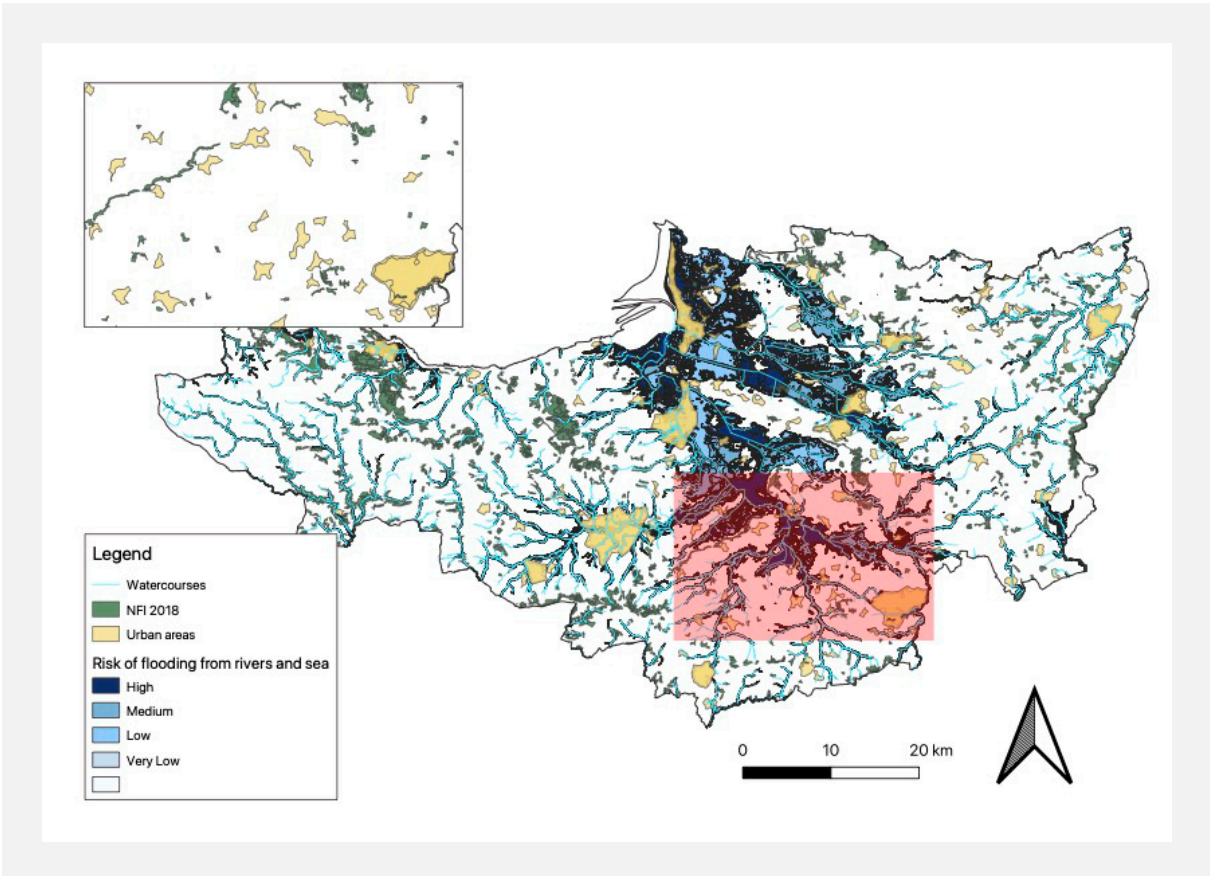 Legend
Watercourses
NFI 2018
Urban areas
Risk of flooding from rivers and sea
High
Medium
Low
Very Low
0 10 20 km